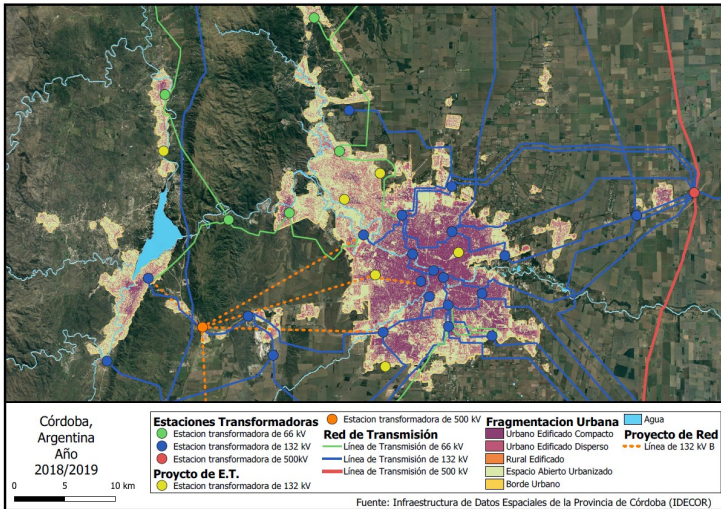 Córdoba,
Argentina
Año
2018/2019
0 5 10 km
Estaciones Transformadoras
Estacion transformadora de 66 kV
Estacion transformadora de 132 kV
Estacion transformadora de 500kV
Proycto de E.T.
Estacion transformadora de 132 kV
Estacion transformadora de 500 kV
Red de Transmisión
Línea de Transmisión de 66 kV
Línea de Transmisión de 132 kV
Línea de Transmisión de 500 kV
Fragmentacion Urbana
Urbano Edificado Compacto
Urbano Edificado Disperso
Rural Edificado
Espacio Abierto Urbanizado
Borde Urbano
Agua
Proyecto de Red
Línea de 132 kV B
Fuente: Infraestructura de Datos Espaciales de la Provincia de Córdoba (IDECOR)